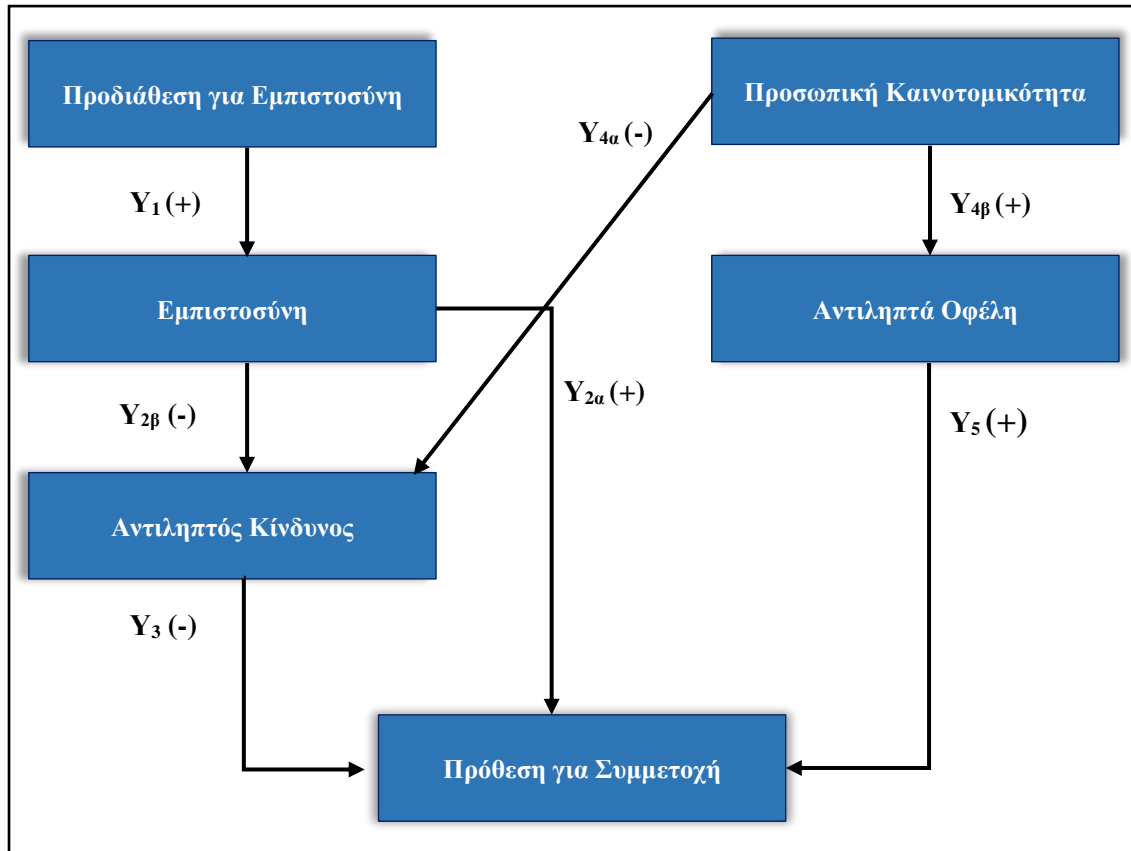 Προδιάθεση για Εμπιστοσύνη
Προσωπική Καινοτομικότητα
Υ4α (-)
Υ1 (+)
Υ4β (+)
Εμπιστοσύνη
Αντιληπτά Οφέλη
Υ2α (+)
Υ2β (-)
Υ5 (+)
Αντιληπτός Κίνδυνος
Υ3 (-)
Πρόθεση για Συμμετοχή